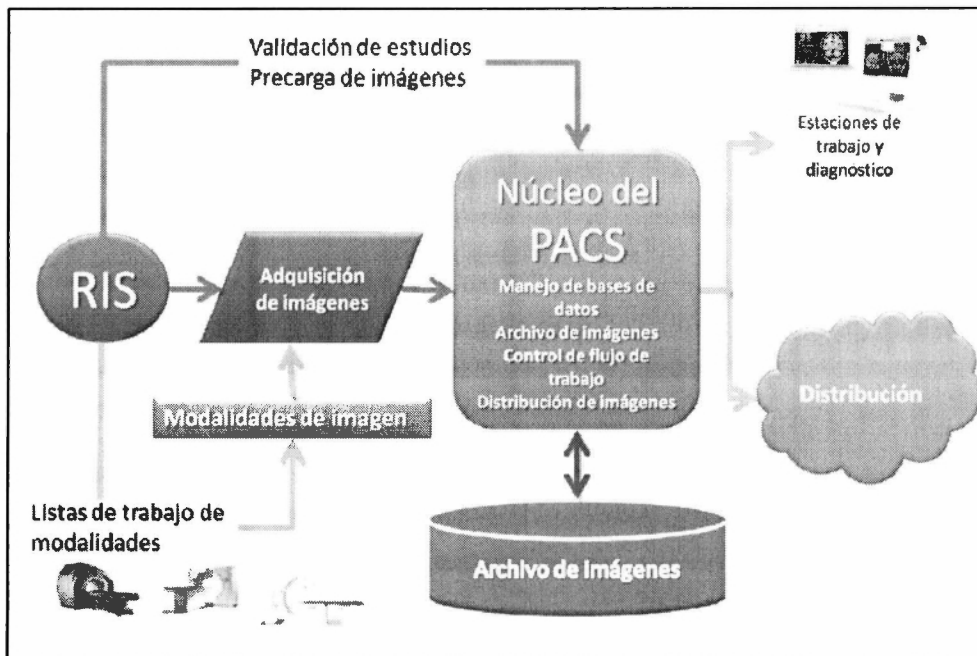 Validación de estudios
Precarga de imágenes
Estaciones de
trabajo y
diagnostico
Núcleo del
PACS
Manejo de bases de
datos
Archivo de imágenes
Control de flujo de
trabajo
Distribución de imágenes
RIS
Adquisición
de imágenes
Distribución
Modalidades de imagen
Listas de trabajo de
modalidades
Archivo de imágenes